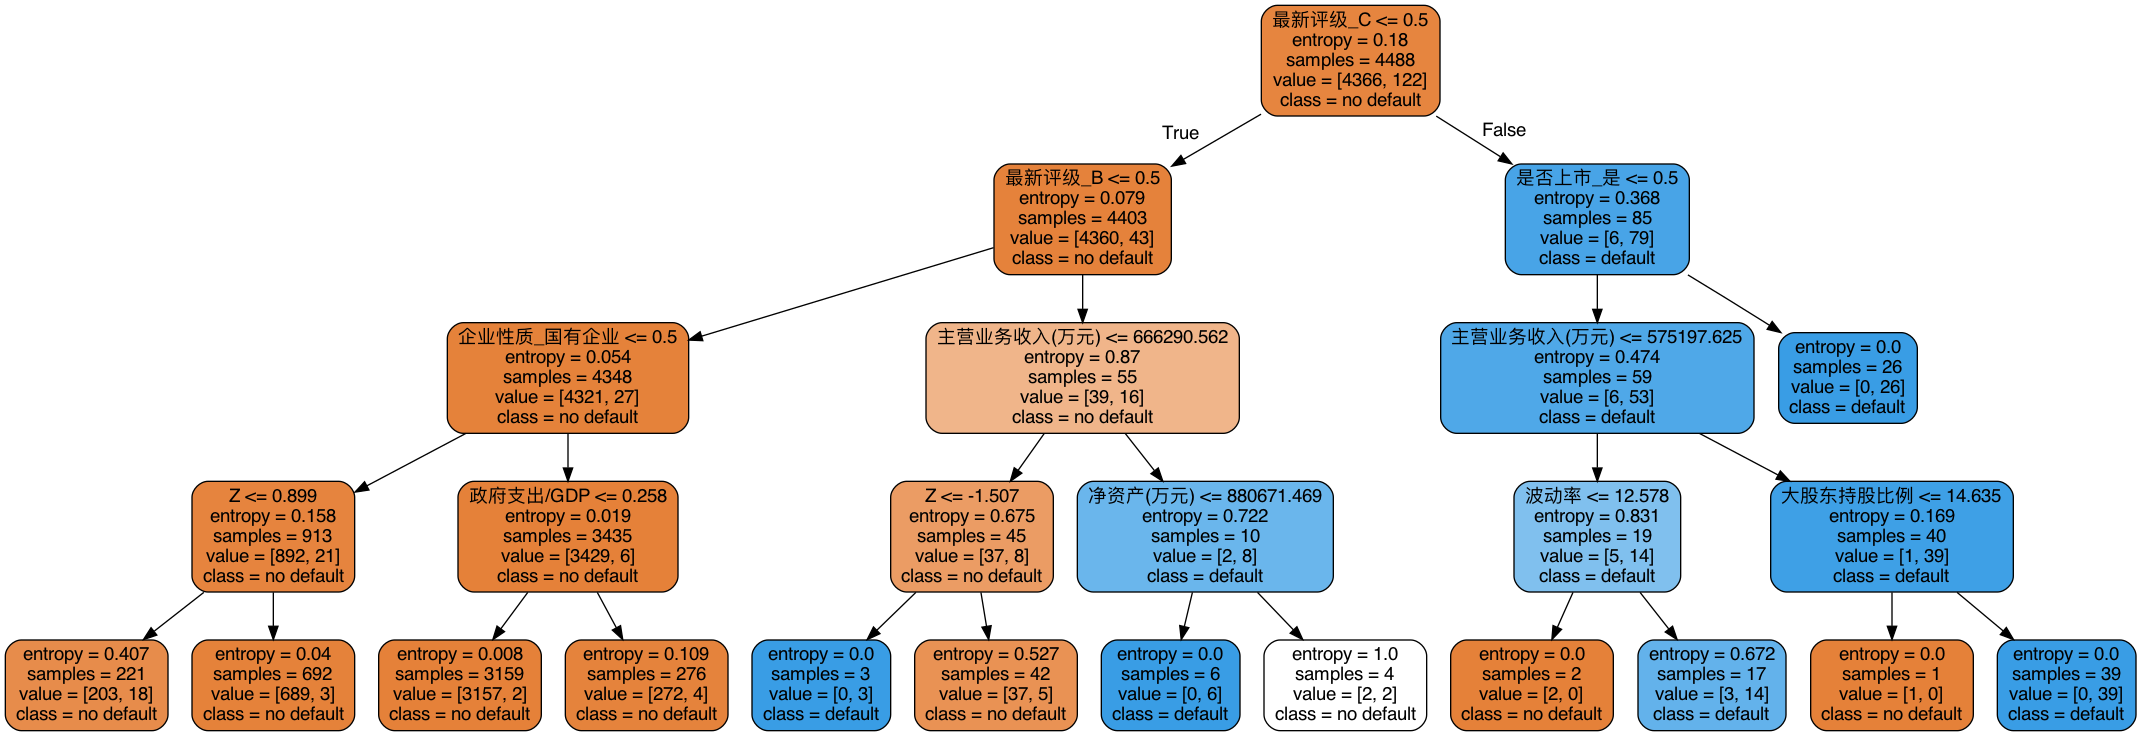 最新评级_C <= 0.5
entropy = 0.18
samples = 4488
value = [4366, 122]
class = no default
True
False
最新评级_B <= 0.5
entropy = 0.079
samples = 4403
value = [4360, 43]
class = no default
是否上市_是 <= 0.5
entropy = 0.368
samples = 85
value = [6, 79]
class = default
企业性质_国有企业 <= 0.5
entropy = 0.054
samples = 4348
value = [4321, 27]
class = no default
主营业务收入(万元) <= 666290.562
entropy = 0.87
samples = 55
value = [39, 16]
class = no default
主营业务收入(万元) <= 575197.625
entropy = 0.474
samples = 59
value = [6, 53]
class = default
entropy = 0.0
samples = 26
value = [0, 26]
class = default
Z <= 0.899
entropy = 0.158
samples = 913
value = [892, 21]
class = no default
政府支出/GDP <= 0.258
entropy = 0.019
samples = 3435
value = [3429, 6]
class = no default
Z <= -1.507
entropy = 0.675
samples = 45
value = [37, 8]
class = no default
净资产(万元) <= 880671.469
entropy = 0.722
samples = 10
value = [2, 8]
class = default
波动率 <= 12.578
entropy = 0.831
samples = 19
value = [5, 14]
class = default
大股东持股比例 <= 14.635
entropy = 0.169
samples = 40
value = [1, 39]
class = default
entropy = 0.407
samples = 221
value = [203, 18]
class = no default
entropy = 0.04
samples = 692
value = [689, 3]
class = no default
entropy = 0.008
samples = 3159
value = [3157, 2]
class = no default
entropy = 0.109
samples = 276
value = [272, 4]
class = no default
entropy = 0.0
samples = 3
value = [0, 3]
class = default
entropy = 0.527
samples = 42
value = [37, 5]
class = no default
entropy = 0.0
samples = 6
value = [0, 6]
class = default
entropy = 1.0
samples = 4
value = [2, 2]
class = no default
entropy = 0.0
samples = 2
value = [2, 0]
class = no default
entropy = 0.672
samples = 17
value = [3, 14]
class = default
entropy = 0.0
samples = 1
value = [1, 0]
class = no default
entropy = 0.0
samples = 39
value = [0, 39]
class = default